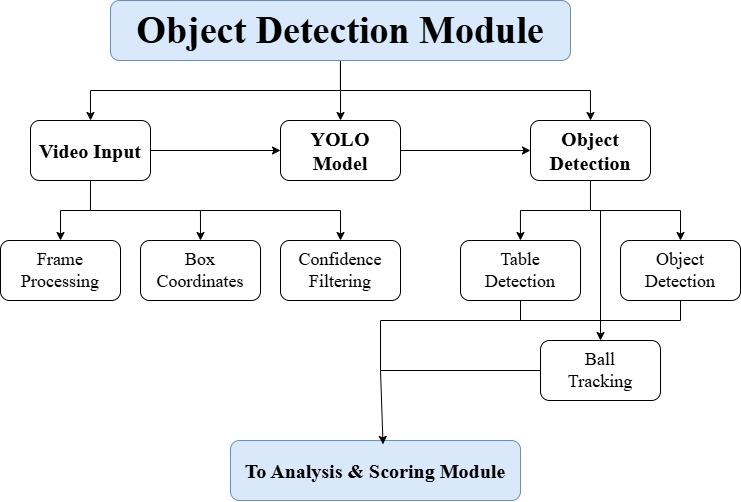 Object Detection Module
Video Input
YOLO
Model
Object
Detection
Frame
Processing
Box
Coordinates
Confidence
Filtering
Table
Detection
Object
Detection
Ball
Tracking
To Analysis & Scoring Module